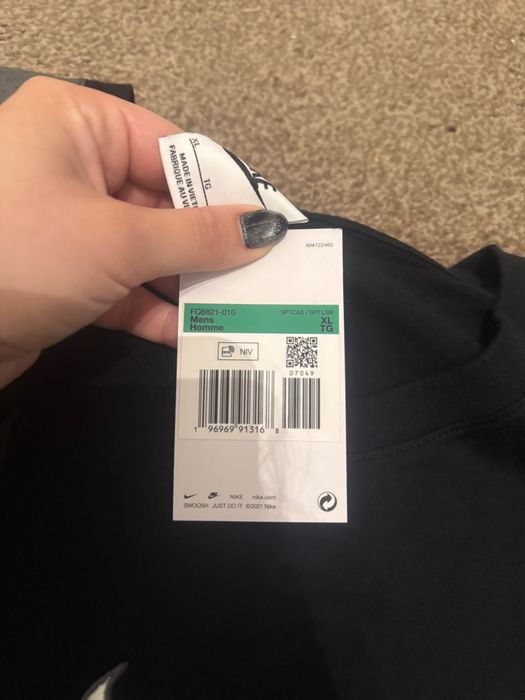 XL
TG
MADE IN VIET
FABRIQUE AU VI
IM4722460
FQ8821-010
SPTCAS / SPT LSR
Mens
XL
Homme
TG
NIV
07049
1 96969 91316 8
NIKE nike.com
SWOOSH JUST DO IT ©2021 Nike